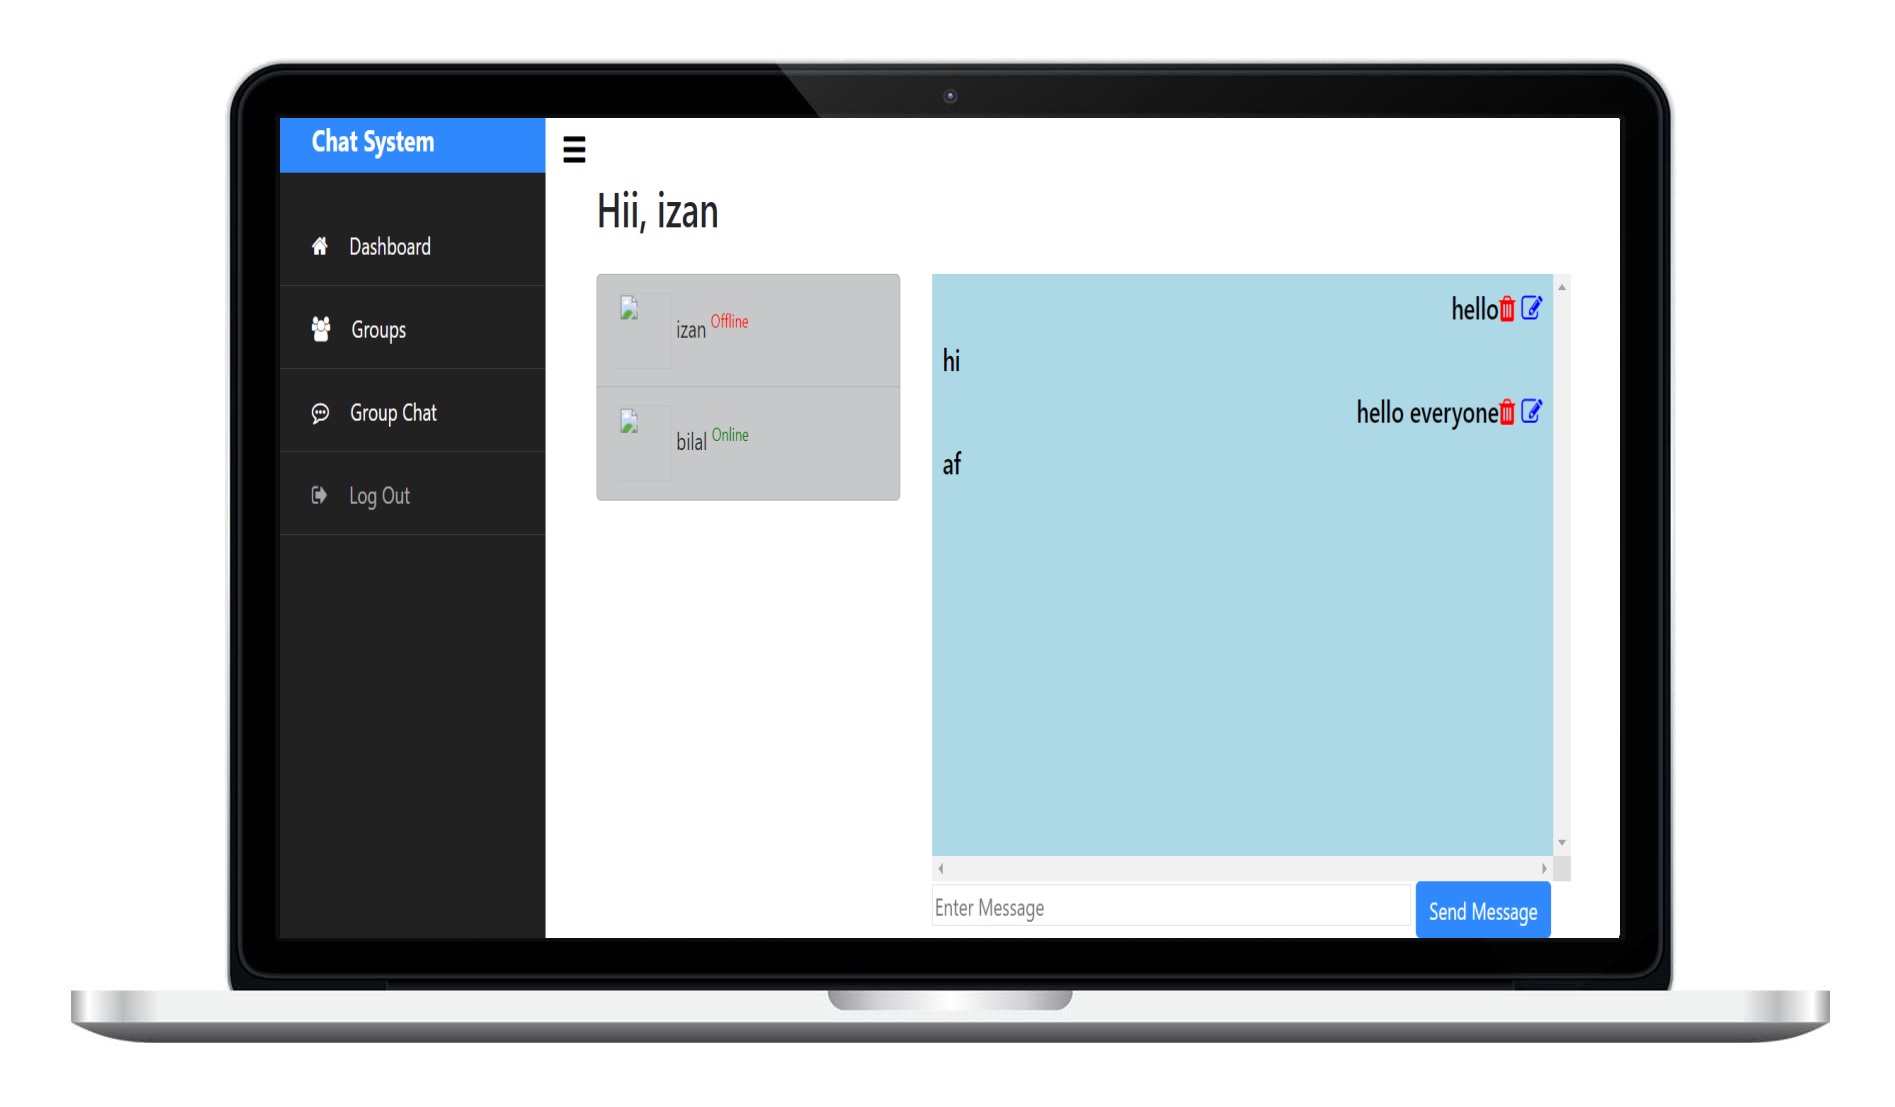 Chat System
Dashboard
Groups
Group Chat
Log Out
Hii, izan
izan Offline
bilal Online
hello
hi
hello everyone
af
Enter Message
Send Message